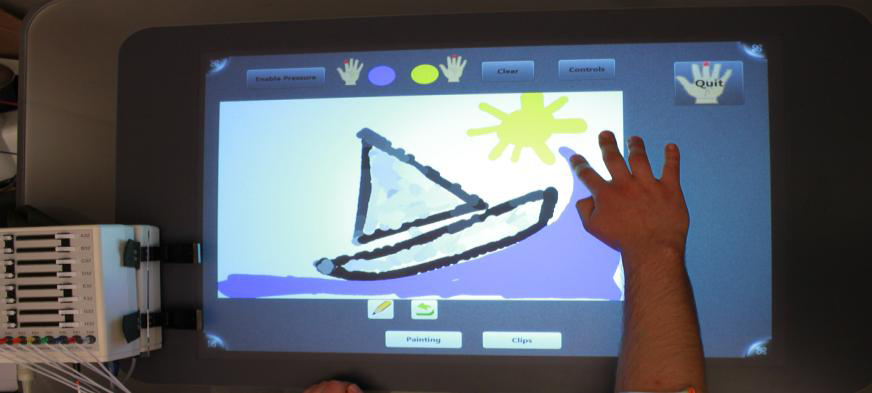 Enable Pressure
Clear
Controls
Quit
Painting
Clips